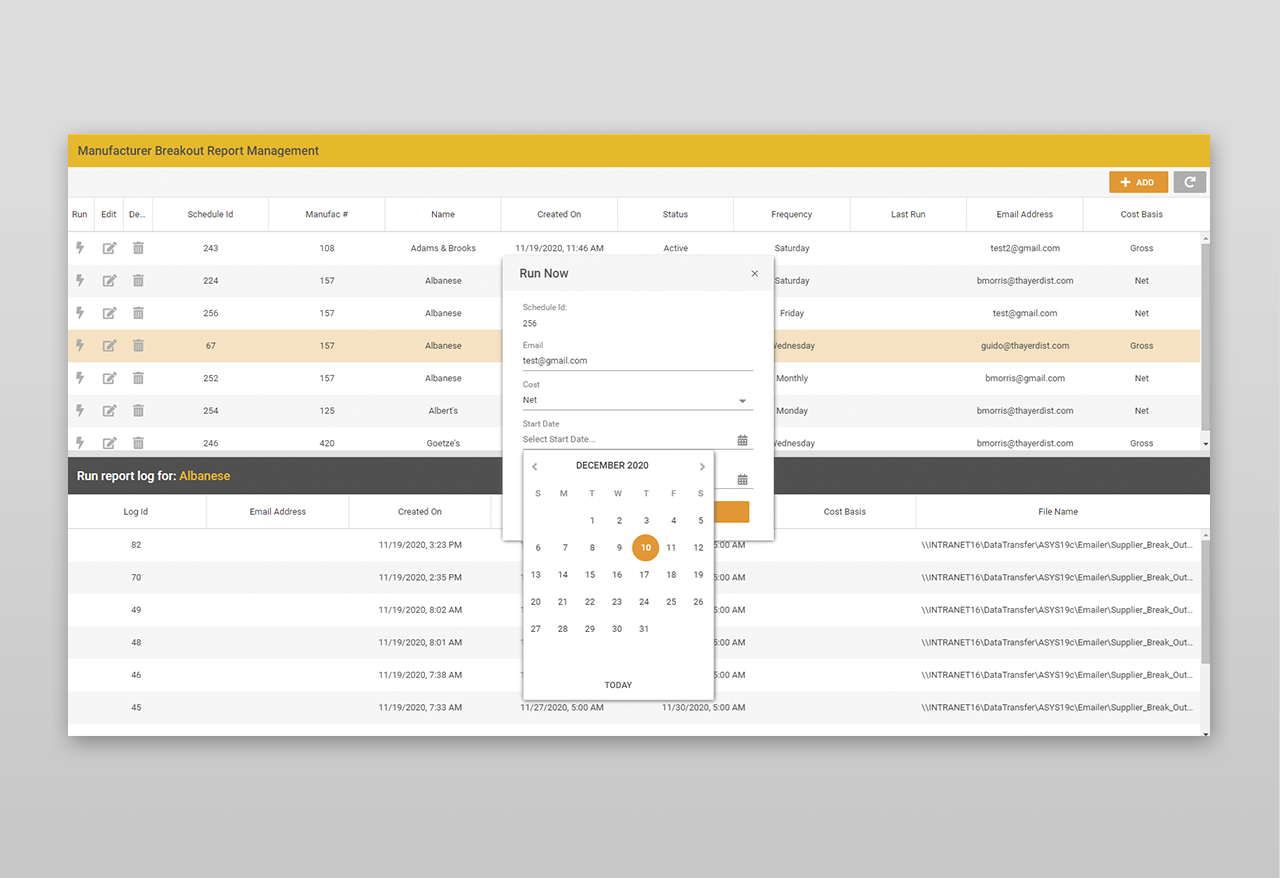 Manufacturer Breakout Report Management
ADD
Run Edit De... Schedule Id Manufac # Name Created On Status Frequency Last Run Email Address Cost Basis
243 108 Adams & Brooks 11/19/2020, 11:46 AM Active Saturday test2@gmail.com Gross
224 157 Albanese Saturday bmorris@thayerdist.com Net
256 157 Albanese Friday test@gmail.com Net
67 157 Albanese Wednesday guido@thayerdist.com Gross
252 157 Albanese Monthly bmorris@gmail.com Net
254 125 Albert's Monday bmorris@thayerdist.com Net
246 420 Goetze's Wednesday bmorris@thayerdist.com Gross
Run Now
Schedule Id:
256
Email
test@gmail.com
Cost
Net
Start Date
Select Start Date...
DECEMBER 2020
S M T W T F S
1 2 3 4 5
6 7 8 9 10 11 12
13 14 15 16 17 18 19
20 21 22 23 24 25 26
27 28 29 30 31
TODAY
Run report log for: Albanese
Log Id Email Address Created On Cost Basis File Name
82 11/19/2020, 3:23 PM 5:00 AM \\INTRANET16\DataTransfer\ASYS19c\Emailer\Supplier_Break_Out...
70 11/19/2020, 2:35 PM 5:00 AM \\INTRANET16\DataTransfer\ASYS19c\Emailer\Supplier_Break_Out...
49 11/19/2020, 8:02 AM 5:00 AM \\INTRANET16\DataTransfer\ASYS19c\Emailer\Supplier_Break_Out...
48 11/19/2020, 8:01 AM 5:00 AM \\INTRANET16\DataTransfer\ASYS19c\Emailer\Supplier_Break_Out...
46 11/19/2020, 7:38 AM 5:00 AM \\INTRANET16\DataTransfer\ASYS19c\Emailer\Supplier_Break_Out...
45 11/19/2020, 7:33 AM 11/27/2020, 5:00 AM 11/30/2020, 5:00 AM \\INTRANET16\DataTransfer\ASYS19c\Emailer\Supplier_Break_Out...